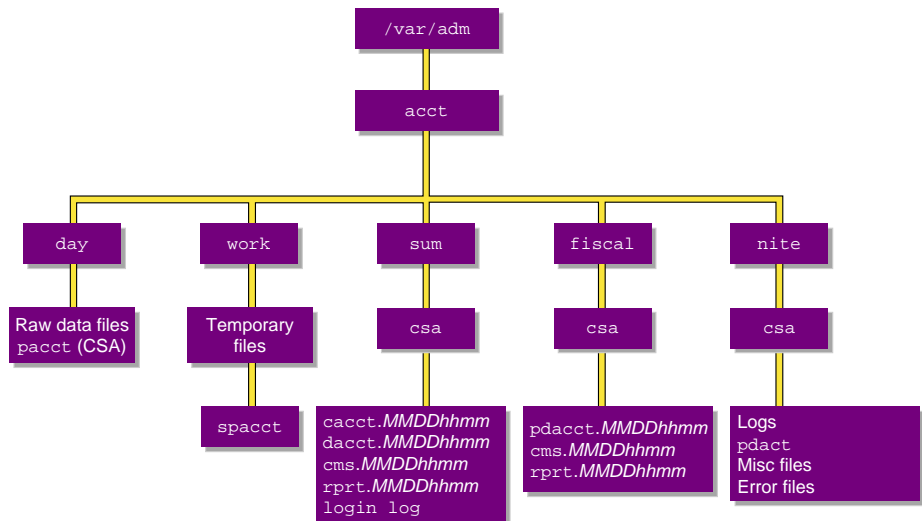 /var/adm
acct
day
work
sum
fiscal
nite
Raw data files
pacct (CSA)
Temporary
files
csa
csa
csa
spacct
cacct.MMDDhhmm
dacct.MMDDhhmm
cms.MMDDhhmm
rprt.MMDDhhmm
login_log
pdacct.MMDDhhmm
cms.MMDDhhmm
rprt.MMDDhhmm
Logs
pdact
Misc files
Error files